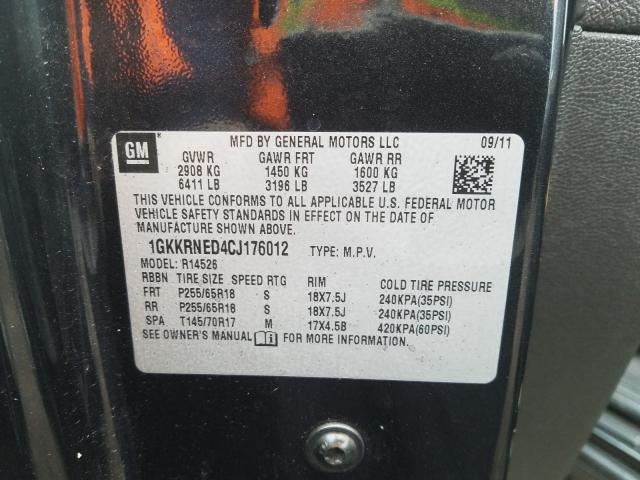 GM
MFD BY GENERAL MOTORS LLC 09/11
GVWR GAWR FRT GAWR RR
2908 KG 1450 KG 1600 KG
6411 LB 3196 LB 3527 LB
THIS VEHICLE CONFORMS TO ALL APPLICABLE U.S. FEDERAL MOTOR
VEHICLE SAFETY STANDARDS IN EFFECT ON THE DATE OF
MANUFACTURE SHOWN ABOVE.
1GKKRNED4CJ176012 TYPE: M.P.V.
MODEL: R14526
RBBN TIRE SIZE SPEED RTG RIM COLD TIRE PRESSURE
FRT P255/65R18 S 18X7.5J 240KPA(35PSI)
RR P255/65R18 S 18X7.5J 240KPA(35PSI)
SPA T145/70R17 M 17X4.5B 420KPA(60PSI)
SEE OWNER'S MANUAL i FOR MORE INFORMATION.